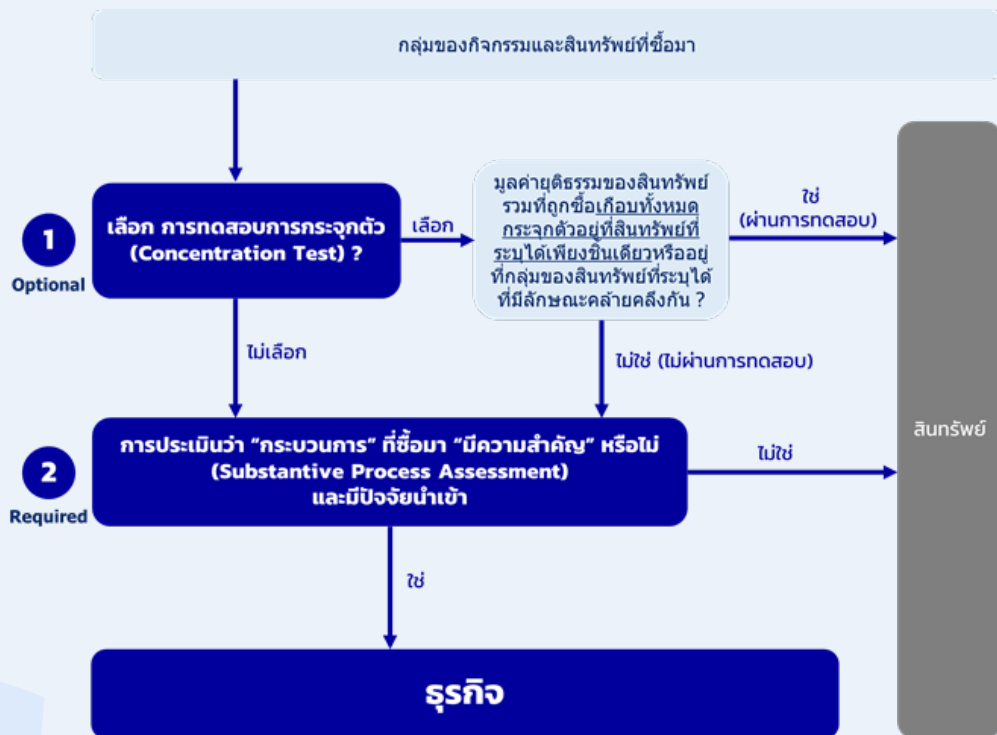 กลุ่มของกิจกรรมและสินทรัพย์ที่ซื้อมา
1
Optional
เลือก การทดสอบการกระจุกตัว
(Concentration Test) ?
เลือก
มูลค่ายุติธรรมของสินทรัพย์
รวมที่ถูกซื้อเกือบทั้งหมด
กระจุกตัวอยู่ที่สินทรัพย์ที่
ระบุได้เพียงชิ้นเดียวหรืออยู่
ที่กลุ่มของสินทรัพย์ที่ระบุได้
ที่มีลักษณะคล้ายคลึงกัน ?
ใช่
(ผ่านการทดสอบ)
ไม่เลือก
ไม่ใช่ (ไม่ผ่านการทดสอบ)
2
Required
การประเมินว่า “กระบวนการ” ที่ซื้อมา “มีความสำคัญ” หรือไม่
(Substantive Process Assessment)
และมีปัจจัยนำเข้า
ไม่ใช่
สินทรัพย์
ใช่
ธุรกิจ